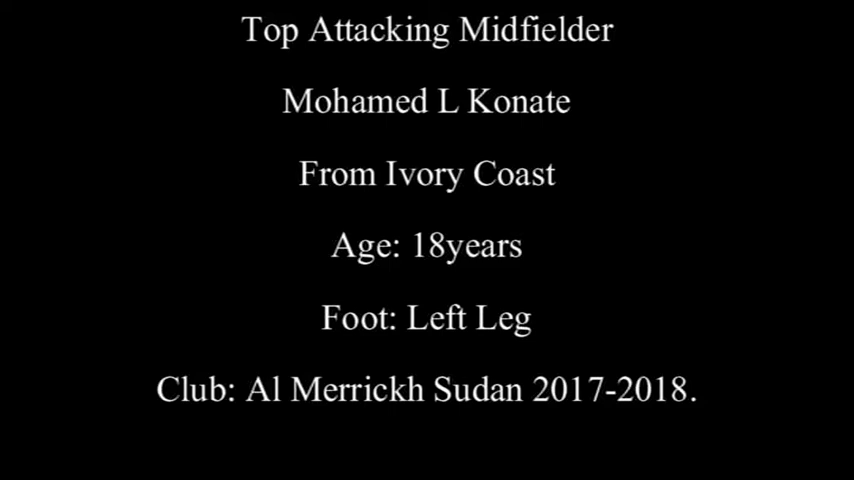 Top Attacking Midfielder
Mohamed L Konate
From Ivory Coast
Age: 18years
Foot: Left Leg
Club: Al Merrickh Sudan 2017-2018.